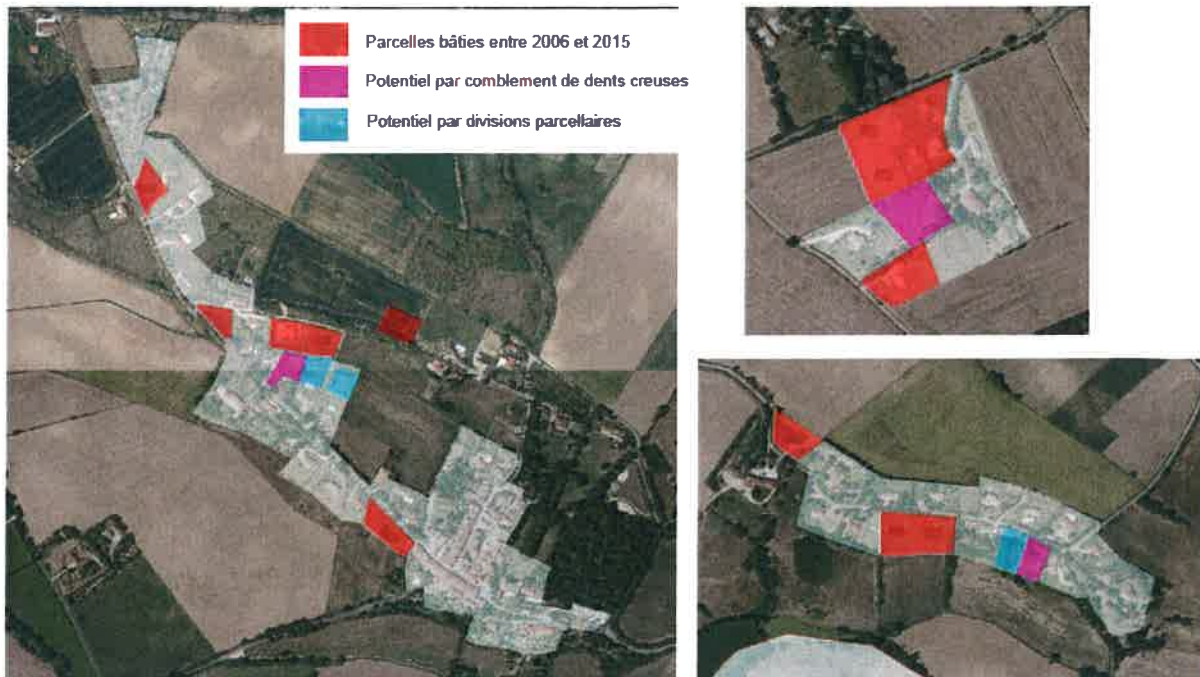 Parcelles bâties entre 2006 et 2015
Potentiel par comblement de dents creuses
Potentiel par divisions parcellaires